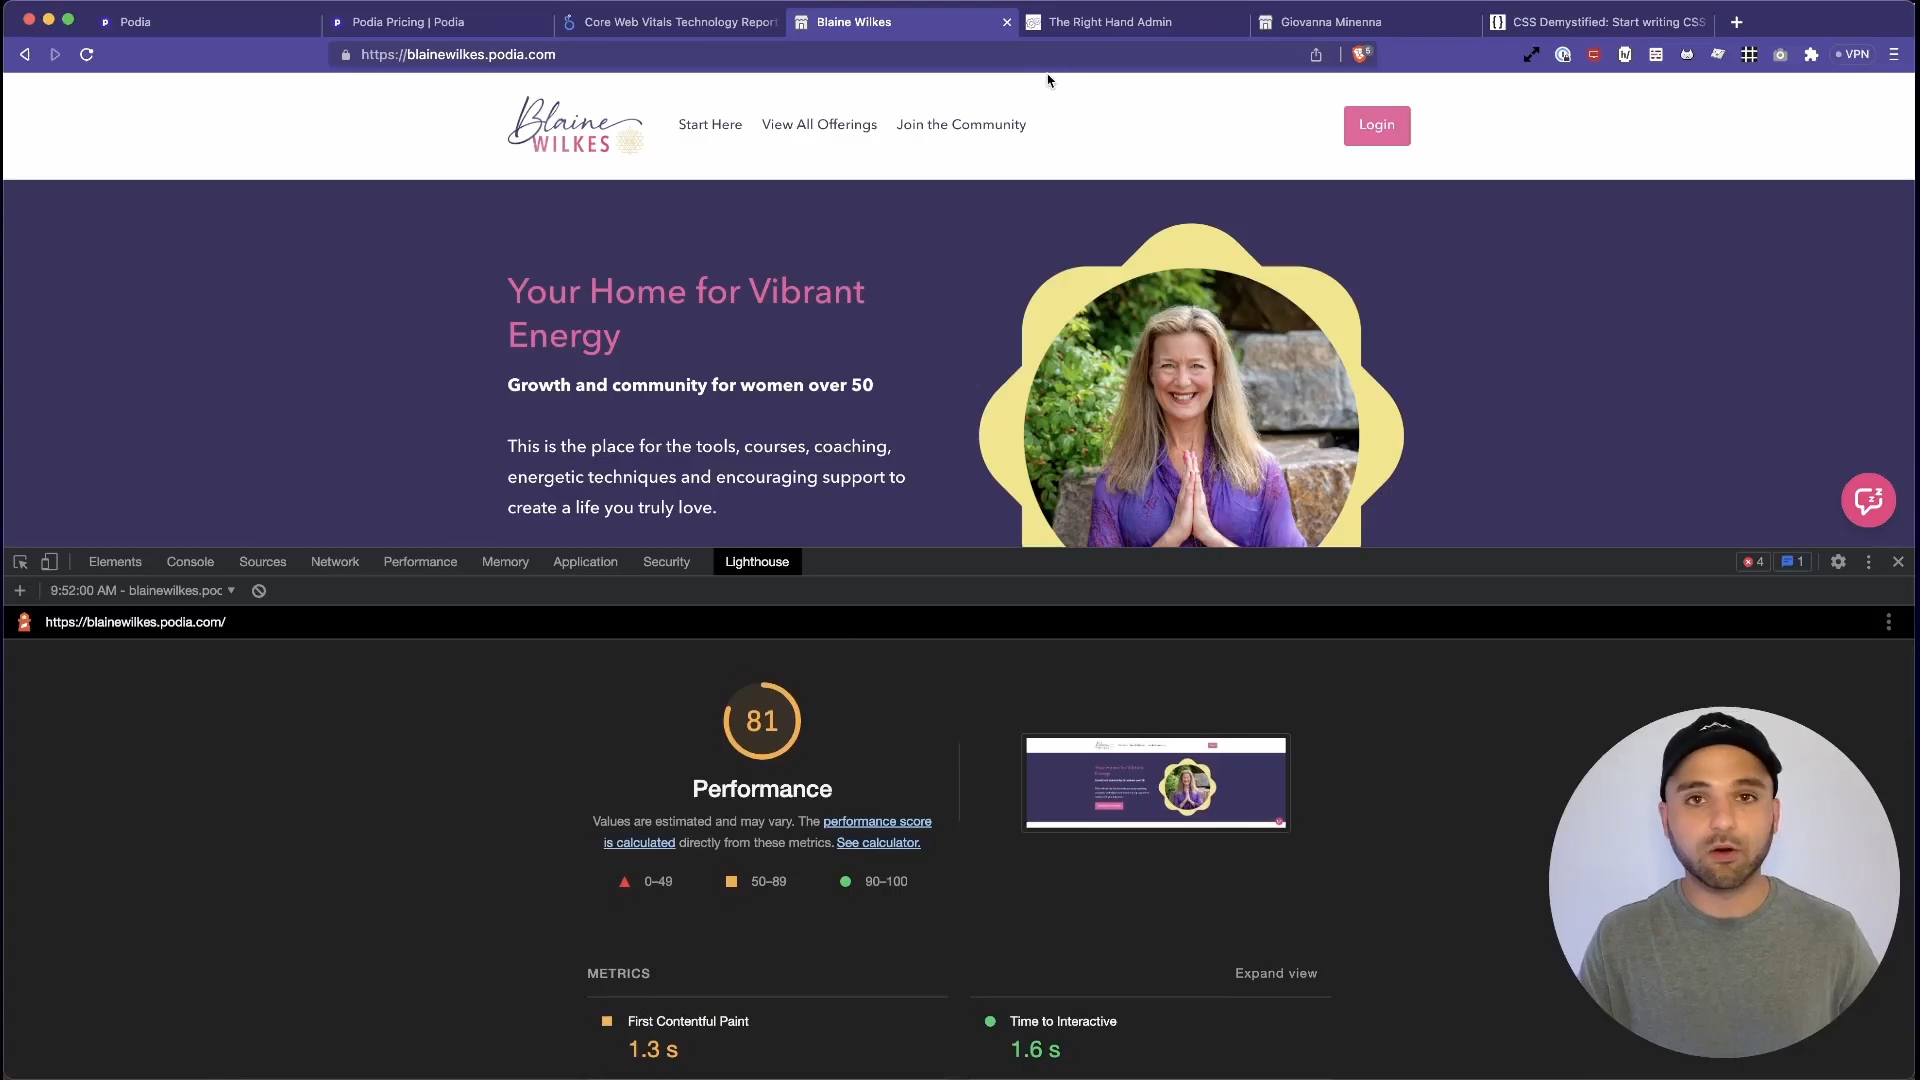 Podia
Podia Pricing | Podia
Core Web Vitals Technology Report
Blaine Wilkes
The Right Hand Admin
Giovanna Minenna
CSS Demystified: Start writing CSS
https://blainewilkes.podia.com
5
VPN
Blaine
WILKES
Start Here
View All Offerings
Join the Community
Login
Your Home for Vibrant
Energy
Growth and community for women over 50
This is the place for the tools, courses, coaching,
energetic techniques and encouraging support to
create a life you truly love.
Elements
Console
Sources
Network
Performance
Memory
Application
Security
Lighthouse
4
1
9:52:00 AM - blainewilkes.poc
https://blainewilkes.podia.com/
81
Performance
Values are estimated and may vary. The performance score
is calculated directly from these metrics. See calculator.
0–49
50–89
90–100
METRICS
Expand view
First Contentful Paint
1.3 s
Time to Interactive
1.6 s